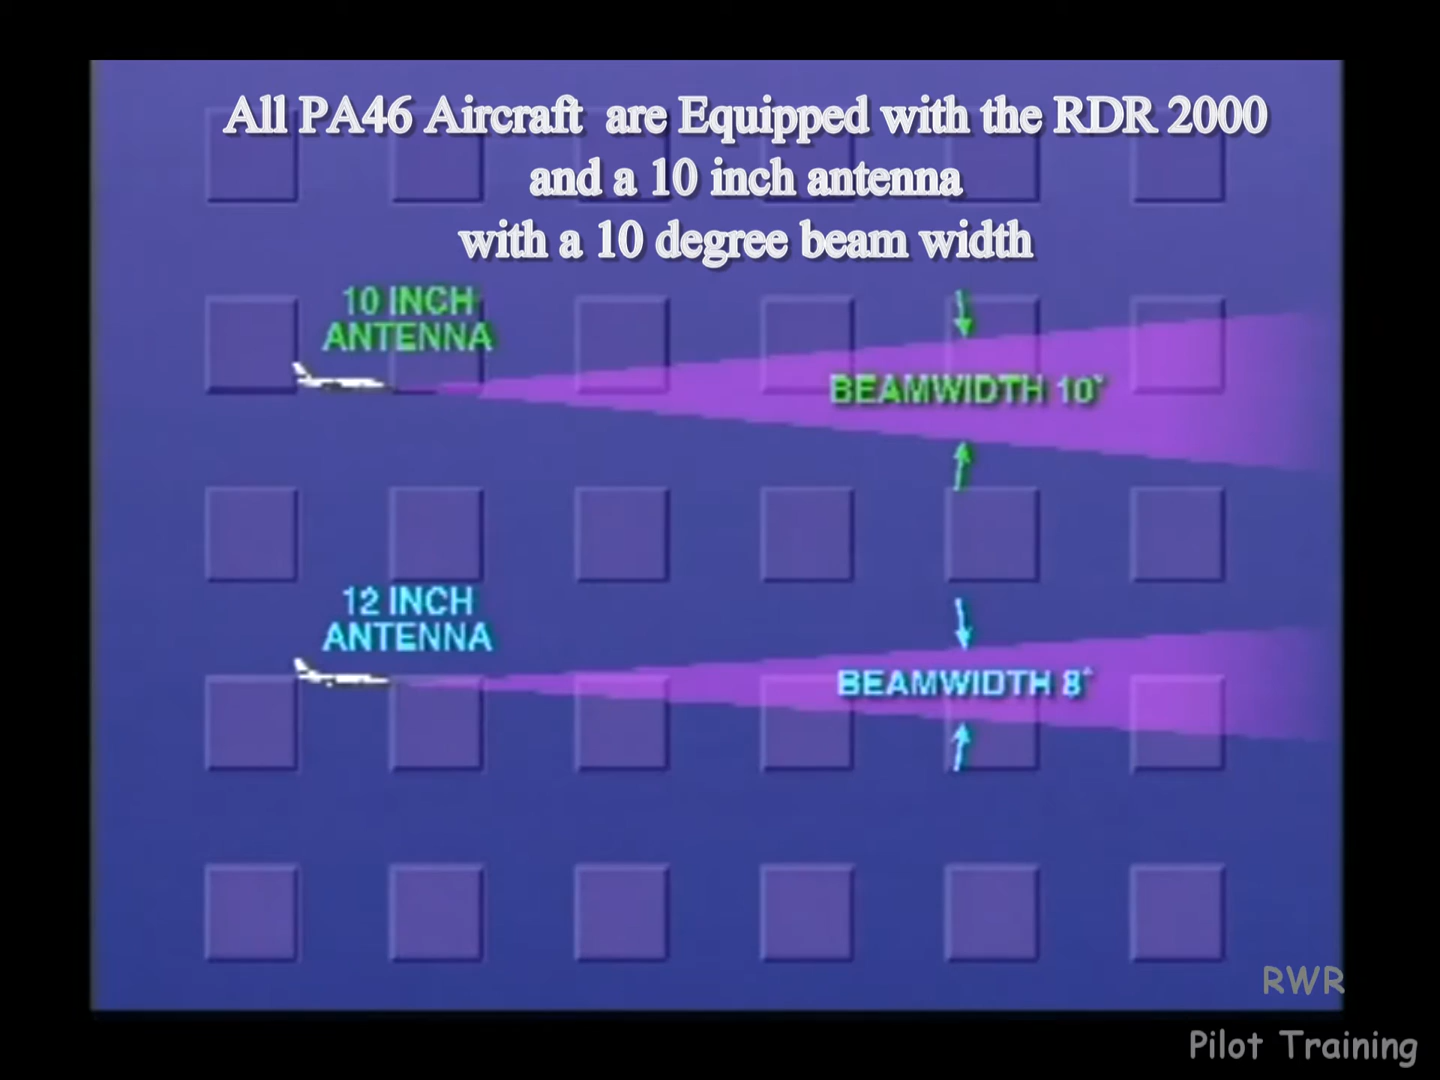 All PA46 Aircraft are Equipped with the RDR 2000
and a 10 inch antenna
with a 10 degree beam width
10 INCH
ANTENNA
BEAMWIDTH 10°
12 INCH
ANTENNA
BEAMWIDTH 8°
RWR
Pilot Training